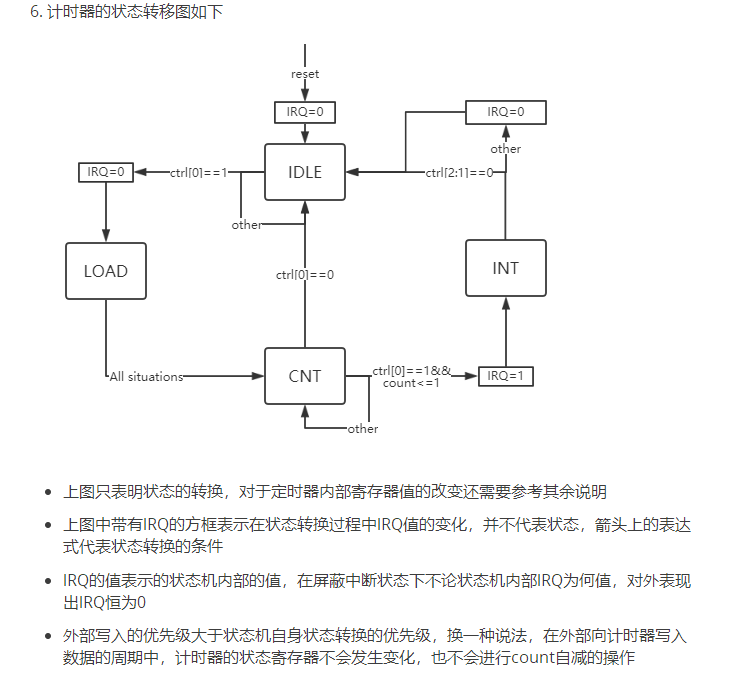 6. 计时器的状态转移图如下
reset
IRQ=0
IRQ=0
other
IRQ=0
ctrl[0]==1
IDLE
ctrl[2:1]==0
other
LOAD
ctrl[0]==0
INT
All situations
CNT
ctrl[0]==1&&
count<=1
IRQ=1
other
上图只表明状态的转换，对于定时器内部寄存器值的改变还需要参考其余说明
上图中带有IRQ的方框表示在状态转换过程中IRQ值的变化，并不代表状态，箭头上的表达
式代表状态转换的条件
IRQ的值表示的状态机内部的值，在屏蔽中断状态下不论状态机内部IRQ为何值，对外表现
出IRQ恒为0
外部写入的优先级大于状态机自身状态转换的优先级，换一种说法，在外部向计时器写入
数据的周期中，计时器的状态寄存器不会发生变化，也不会进行count自减的操作